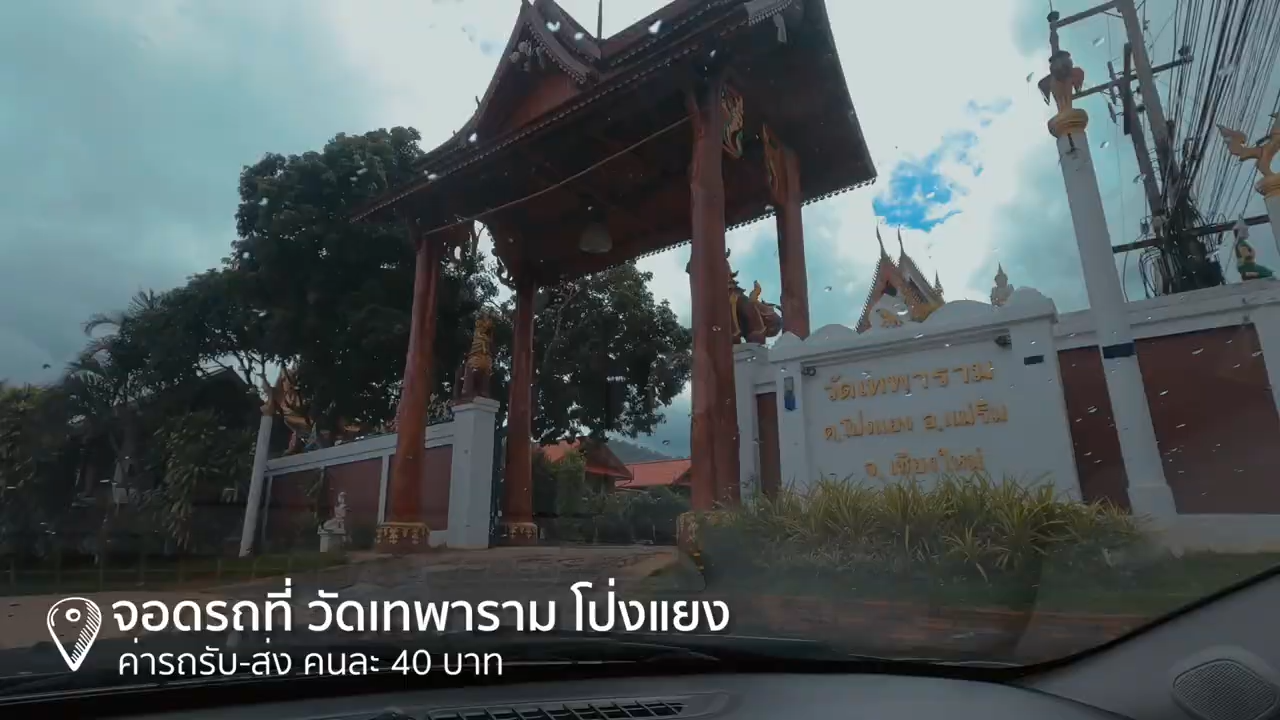 วัดเทพาราม
ต.โป่งแยง อ.แม่ริม
จ.เชียงใหม่
จอดรถที่ วัดเทพาราม โป่งแยง
ค่ารถรับ-ส่ง คนละ 40 บาท